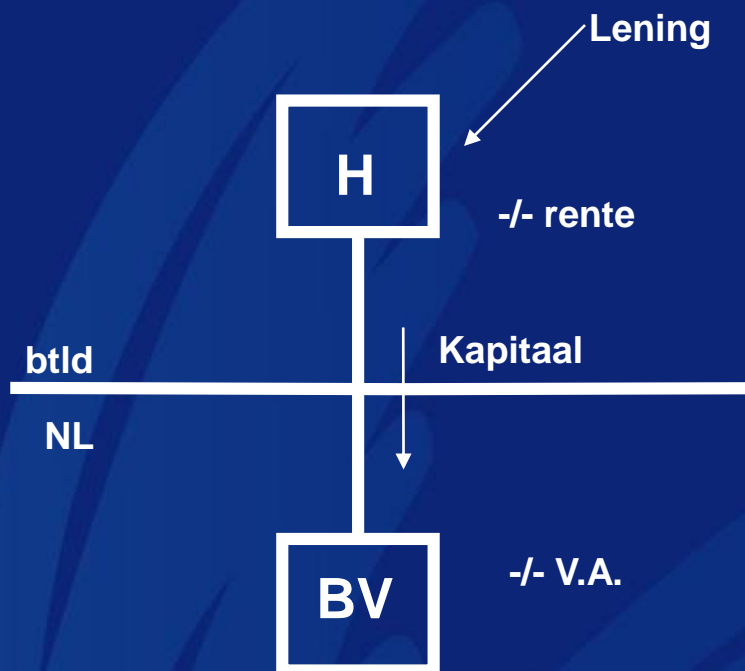 Lening
H
-/- rente
Kapitaal
btld
NL
-/- V.A.
BV